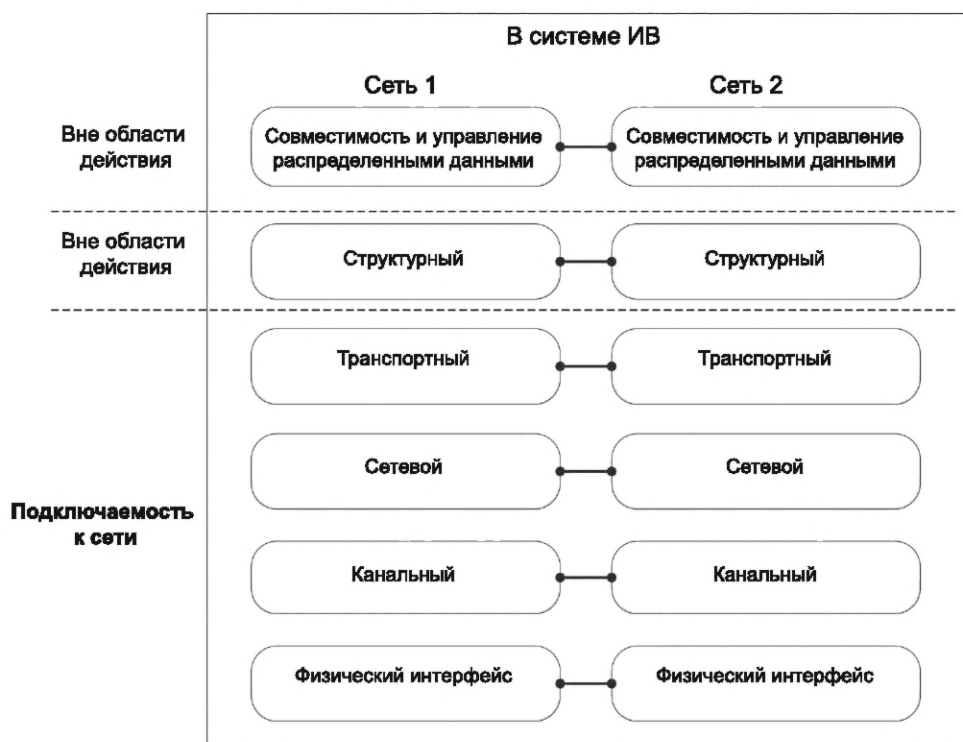 В системе ИВ
Сеть 1
Сеть 2
Вне области
действия
Совместимость и управление
распределенными данными
Совместимость и управление
распределенными данными
Вне области
действия
Структурный
Структурный
Транспортный
Транспортный
Сетевой
Сетевой
Подключаемость
к сети
Канальный
Канальный
Физический интерфейс
Физический интерфейс